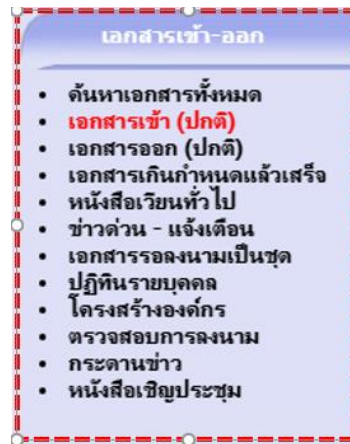 เอกสารเข้า-ออก
• ค้นหาเอกสารทั้งหมด
• เอกสารเข้า (ปกติ)
• เอกสารออก (ปกติ)
• เอกสารเกินกำหนดแล้วเสร็จ
• หนังสือเวียนทั่วไป
• ข่าวด่วน - แจ้งเตือน
• เอกสารรอลงนามเป็นชุด
• ปฏิทินรายบุคคล
• โครงสร้างองค์กร
• ตรวจสอบการลงนาม
• กระดานข่าว
• หนังสือเชิญประชุม